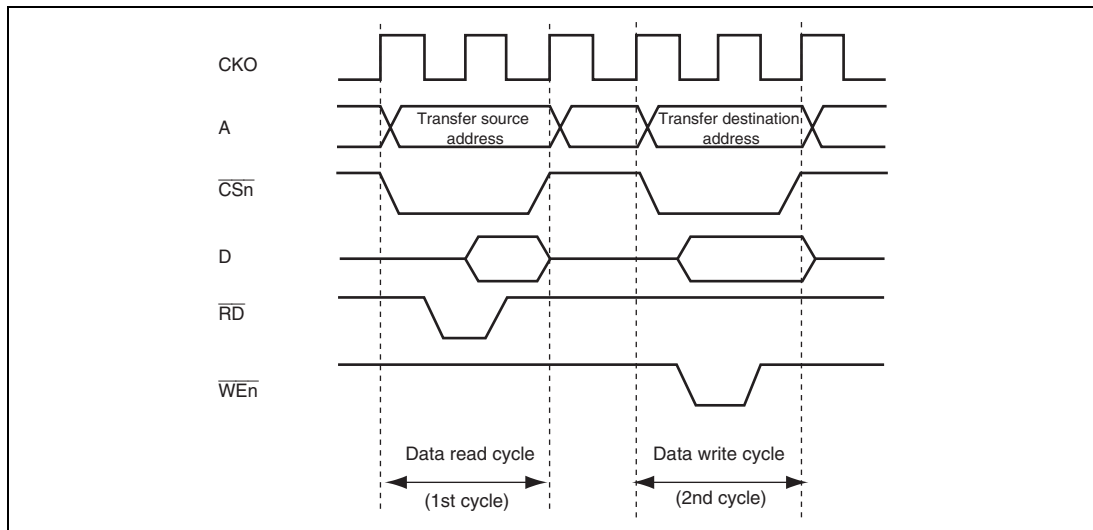 CKO
A
Transfer source
address
Transfer destination
address
CSn
D
RD
WEn
Data read cycle
(1st cycle)
Data write cycle
(2nd cycle)